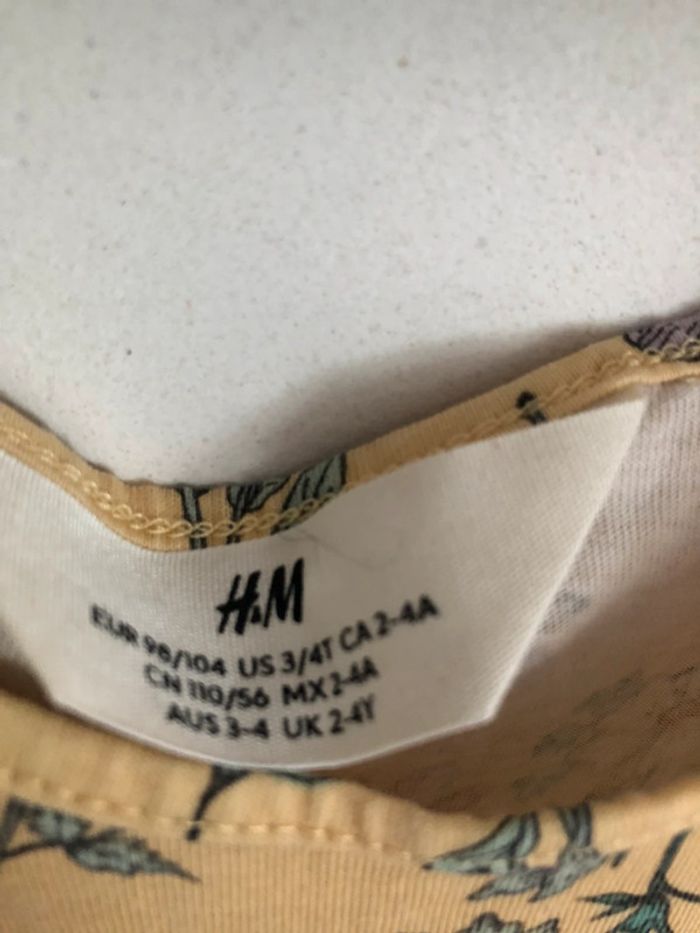 H&M
EUR 98/104 US 3/4T CA 2-4A
CN 110/56 MX 2-4A
AUS 3-4 UK 2-4Y